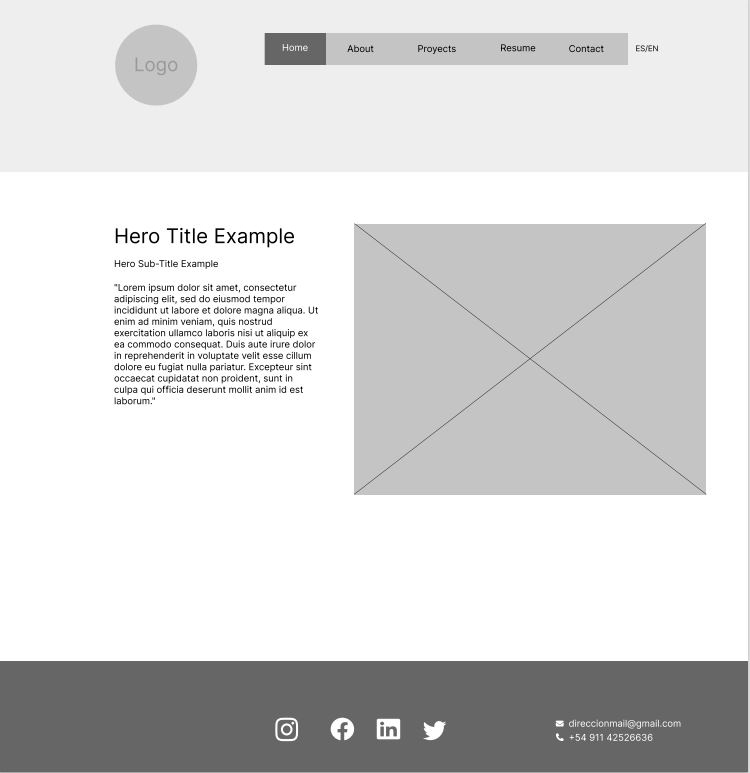 Logo
Home About Proyects Resume Contact ES/EN
Hero Title Example
Hero Sub-Title Example
"Lorem ipsum dolor sit amet, consectetur
adipiscing elit, sed do eiusmod tempor
incididunt ut labore et dolore magna aliqua. Ut
enim ad minim veniam, quis nostrud
exercitation ullamco laboris nisi ut aliquip ex
ea commodo consequat. Duis aute irure dolor
in reprehenderit in voluptate velit esse cillum
dolore eu fugiat nulla pariatur. Excepteur sint
occaecat cupidatat non proident, sunt in
culpa qui officia deserunt mollit anim id est
laborum."
direccionmail@gmail.com
+54 911 42526636